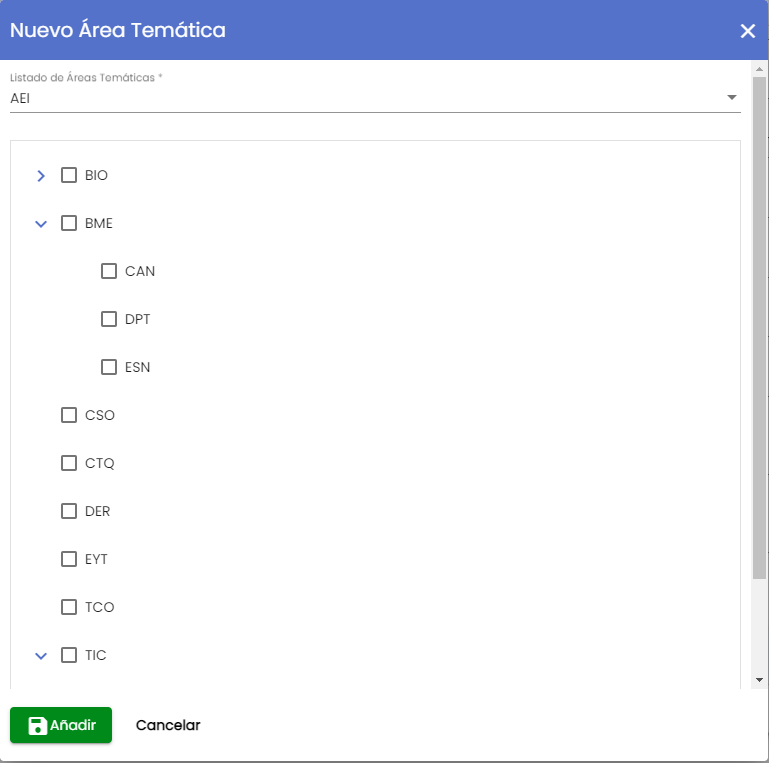 Nuevo Área Temática
Listado de Áreas Temáticas *
AEI
BIO
BME
CAN
DPT
ESN
CSO
CTQ
DER
EYT
TCO
TIC
Añadir
Cancelar